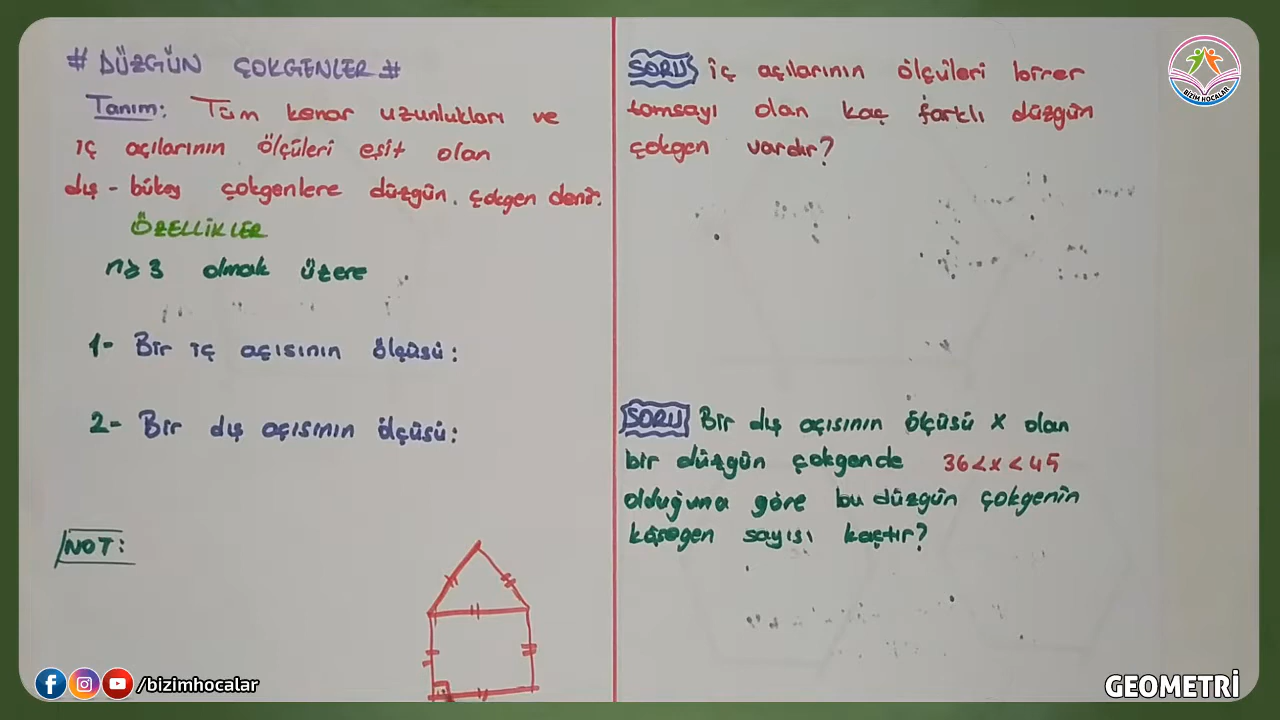 # DÜZGÜN ÇOKGENLER #
Tanım: Tüm kenar uzunlukları ve
iç açılarının ölçüleri eşit olan
dış-bükey çokgenlere düzgün çokgen denir.
ÖZELLİKLER
n≥3 olmak üzere
1- Bir iç açısının ölçüsü:
2- Bir dış açısının ölçüsü:
NOT:
SORU İç açılarının ölçüleri birer
tamsayı olan kaç farklı düzgün
çokgen vardır?
SORU Bir dış açısının ölçüsü x olan
bir düzgün çokgende 36<x<45
olduğuna göre bu düzgün çokgenin
köşegen sayısı kaçtır?
BİZİM HOCALAR
/bizimhocalar
GEOMETRİ